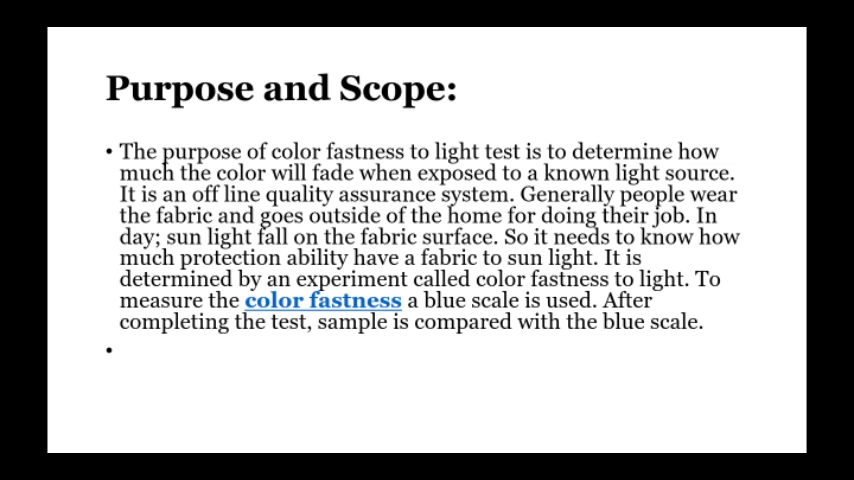 Purpose and Scope:
• The purpose of color fastness to light test is to determine how
much the color will fade when exposed to a known light source.
It is an off line quality assurance system. Generally people wear
the fabric and goes outside of the home for doing their job. In
day; sun light fall on the fabric surface. So it needs to know how
much protection ability have a fabric to sun light. It is
determined by an experiment called color fastness to light. To
measure the color fastness a blue scale is used. After
completing the test, sample is compared with the blue scale.
•